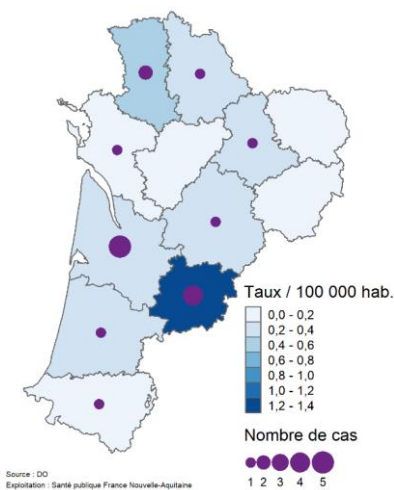 Taux / 100 000 hab.
0,0 - 0,2
0,2 - 0,4
0,4 - 0,6
0,6 - 0,8
0,8 - 1,0
1,0 - 1,2
1,2 - 1,4
Nombre de cas
1 2 3 4 5
Source : DO
Exploitation : Santé publique France Nouvelle-Aquitaine